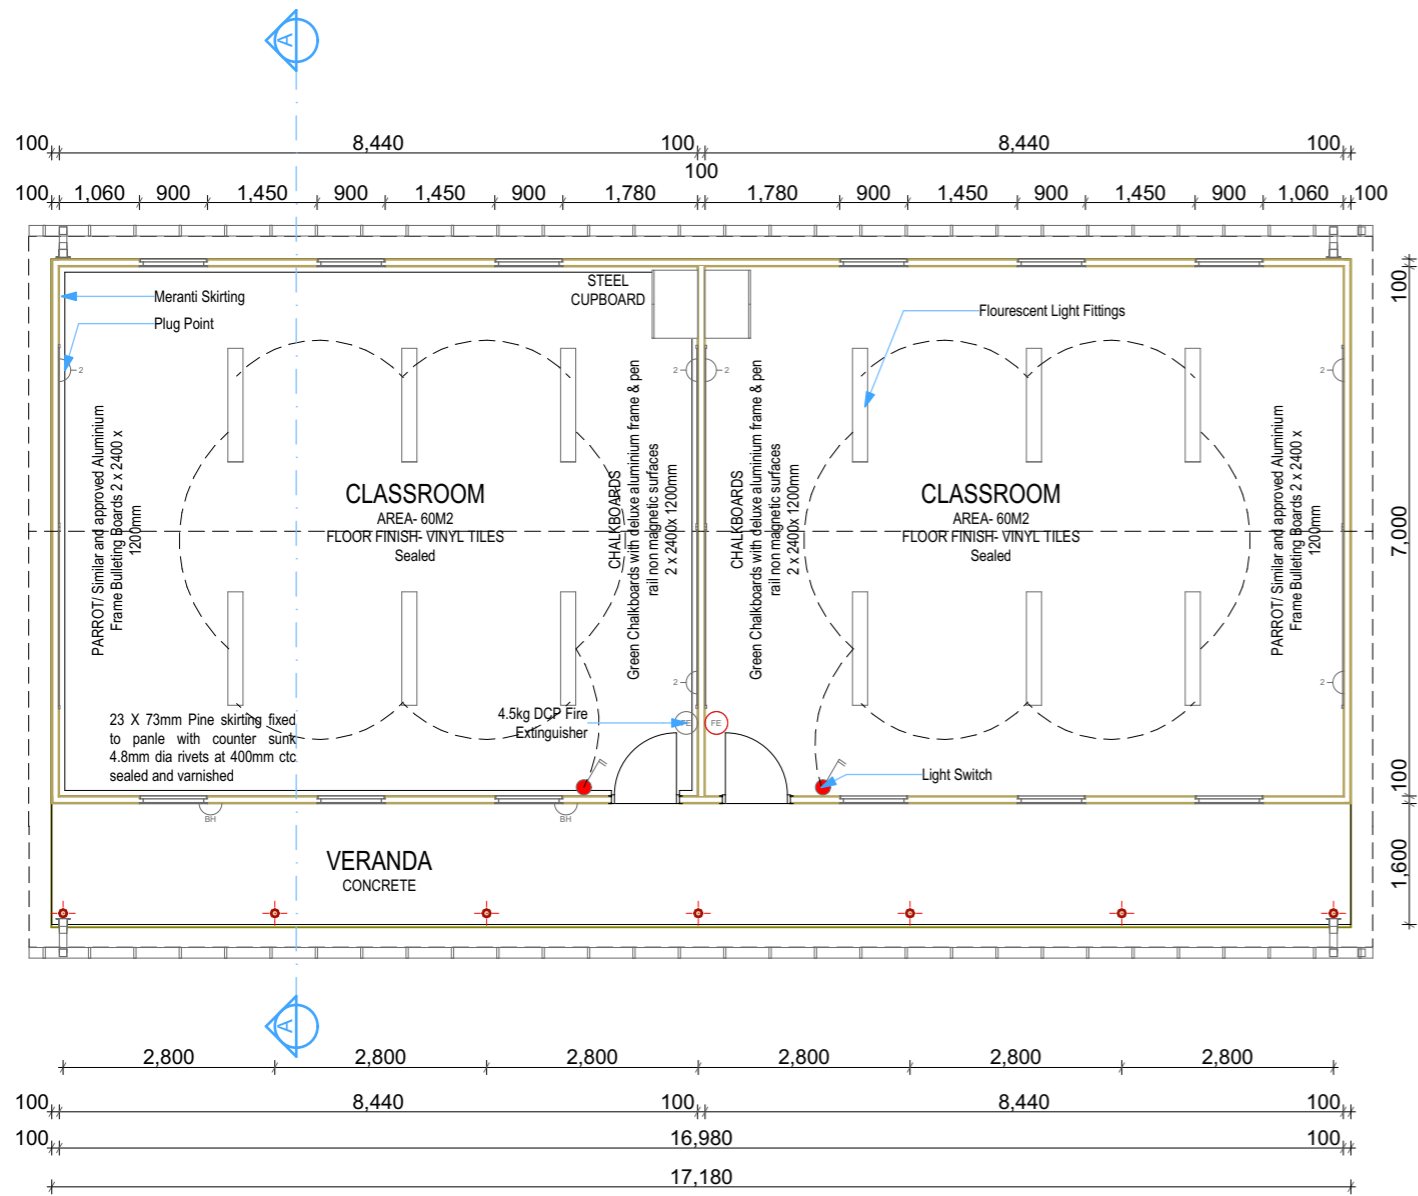 A
100 8,440 100 8,440 100
100
100 1,060 900 1,450 900 1,450 900 1,780 1,780 900 1,450 900 1,450 900 1,060 100
STEEL
CUPBOARD
Meranti Skirting
Plug Point
Flourescent Light Fittings
100
2
2
2
2
PARROT/ Similar and approved Aluminium
Frame Bulleting Boards 2 x 2400 x
1200mm
CLASSROOM
AREA- 60M2
FLOOR FINISH- VINYL TILES
Sealed
CHALKBOARDS
Green Chalkboards with deluxe aluminium frame & pen
rail non magnetic surfaces
2 x 2400x 1200mm
CHALKBOARDS
Green Chalkboards with deluxe aluminium frame & pen
rail non magnetic surfaces
2 x 2400x 1200mm
CLASSROOM
AREA- 60M2
FLOOR FINISH- VINYL TILES
Sealed
PARROT/ Similar and approved Aluminium
Frame Bulleting Boards 2 x 2400 x
1200mm
7,000
2
2
23 X 73mm Pine skirting fixed
to panle with counter sunk
4.8mm dia rivets at 400mm ctc
sealed and varnished
4.5kg DCP Fire
Extinguisher
FE
FE
Light Switch
100
BH
BH
VERANDA
CONCRETE
1,600
A
2,800 2,800 2,800 2,800 2,800 2,800
100 8,440 100 8,440 100
100 16,980 100
17,180